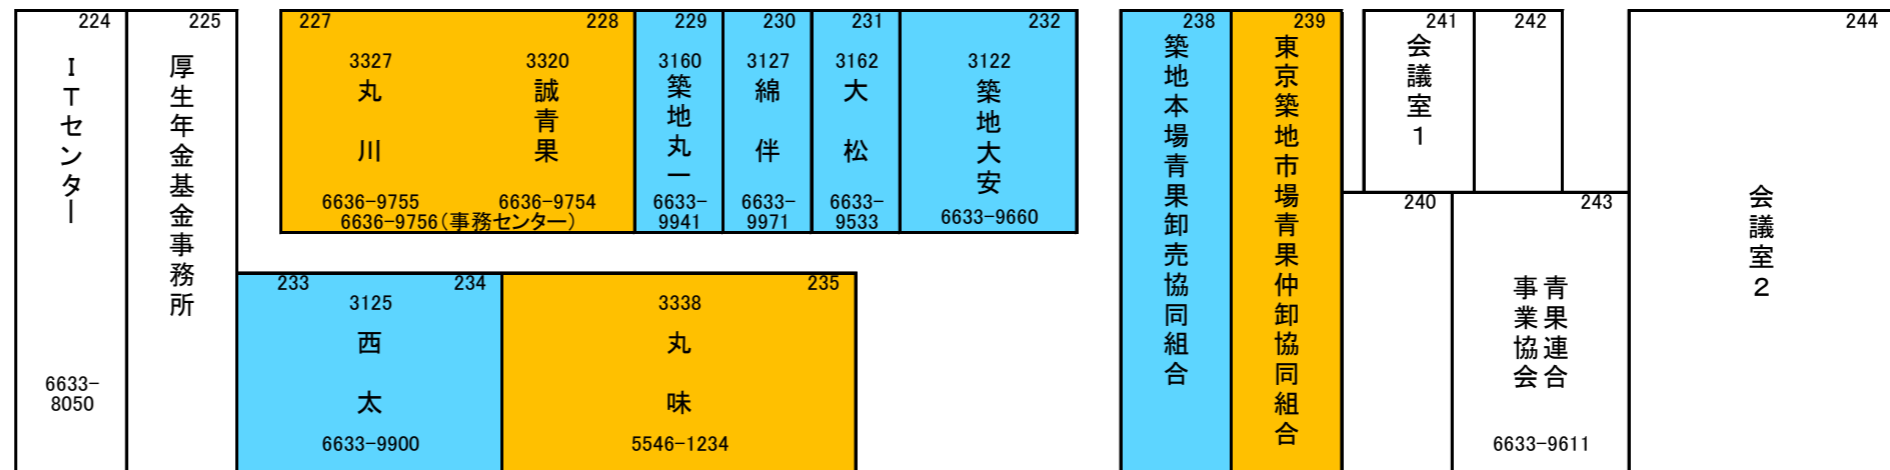 224
ITセンター
6633-
8050
225
厚生年金基金事務所
227
3327
丸川
6636-9755
228
3320
誠青果
6636-9754
6636-9756(事務センター)
229
3160
築地丸一
6633-
9941
230
3127
綿伴
6633-
9971
231
3162
大松
6633-
9533
232
3122
築地大安
6633-9660
233
234
3125
西太
6633-9900
235
3338
丸味
5546-1234
238
築地本場青果卸売協同組合
239
東京築地市場青果仲卸協同組合
241
会議室1
242
240
243
青果連合
事業協会
6633-9611
244
会議室2